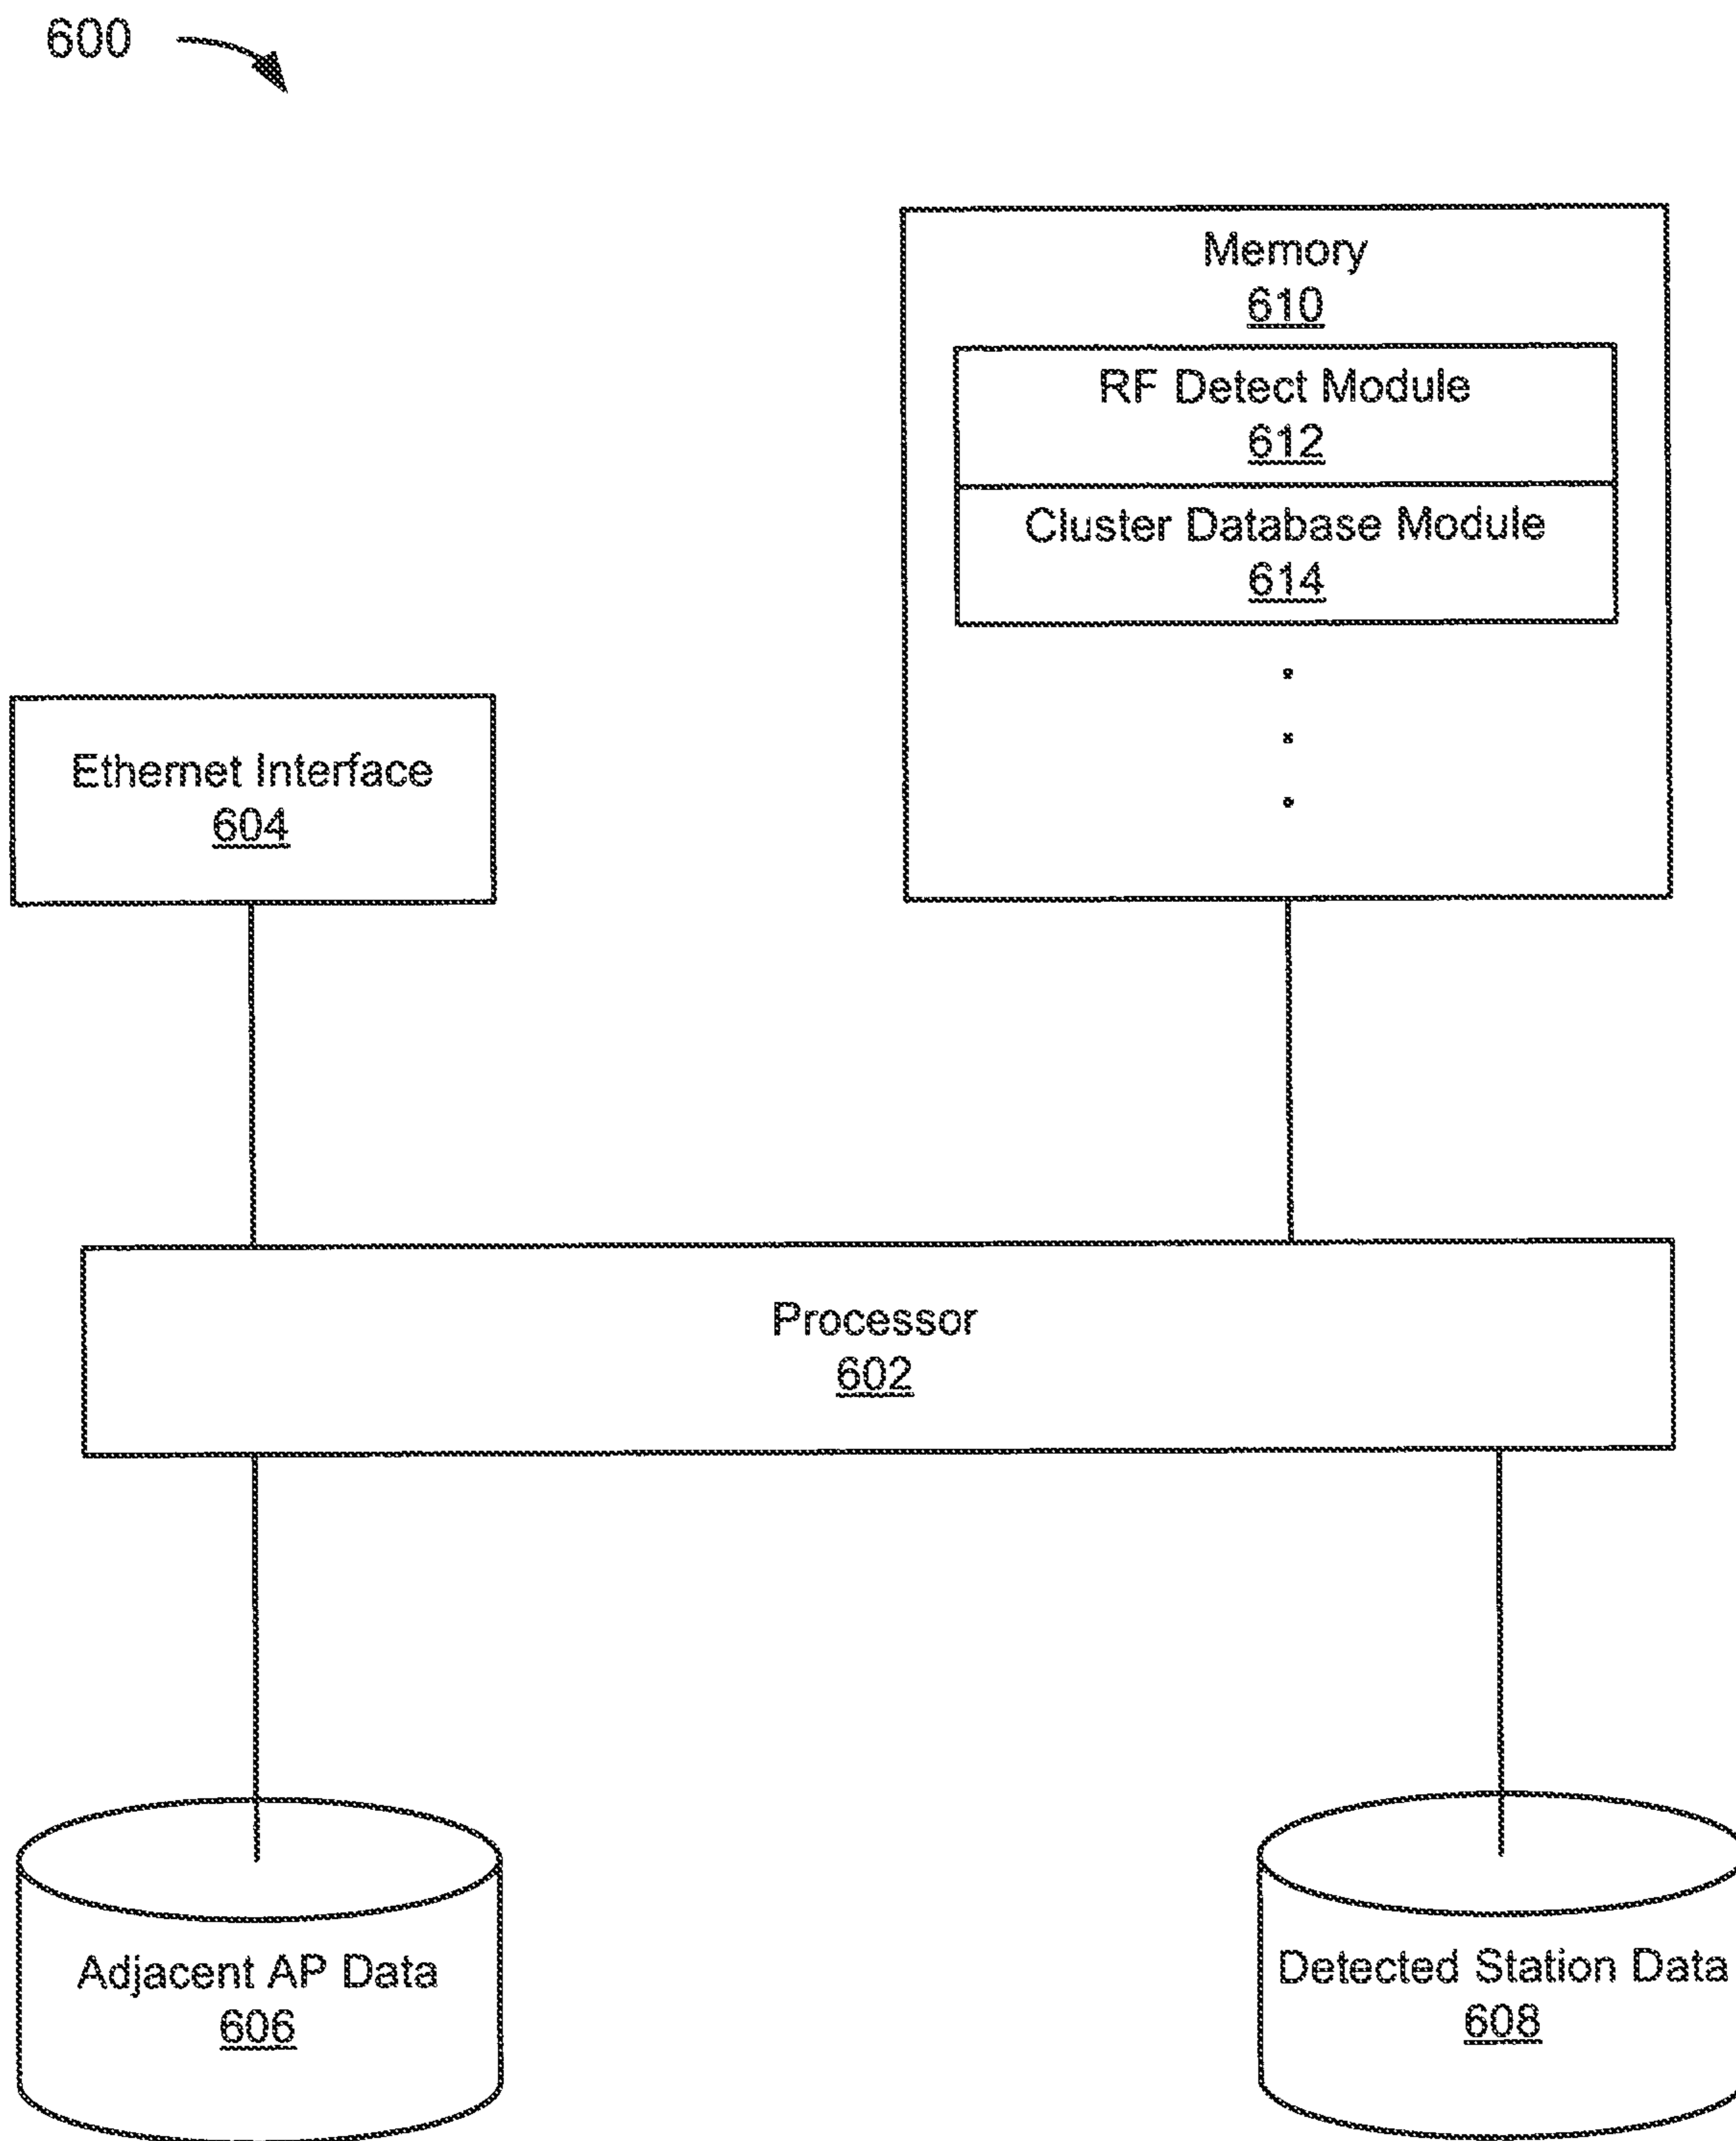 600
Memory
610
RF Detect Module
612
Cluster Database Module
614
Ethernet Interface
604
Processor
602
Adjacent AP Data
606
Detected Station Data
608